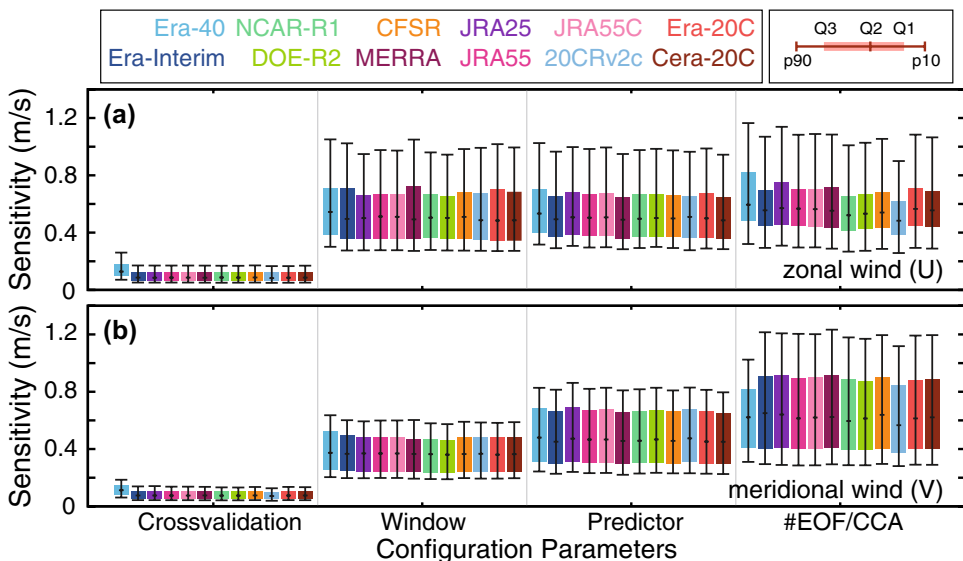 Era-40 NCAR-R1 CFSR JRA25 JRA55C Era-20C
Era-Interim DOE-R2 MERRA JRA55 20CRv2c Cera-20C
Q3 Q2 Q1
p90 p10
(a)
Sensitivity (m/s)
1.2
0.8
0.4
0
zonal wind (U)
(b)
Sensitivity (m/s)
1.2
0.8
0.4
0
meridional wind (V)
Crossvalidation Window Predictor #EOF/CCA
Configuration Parameters